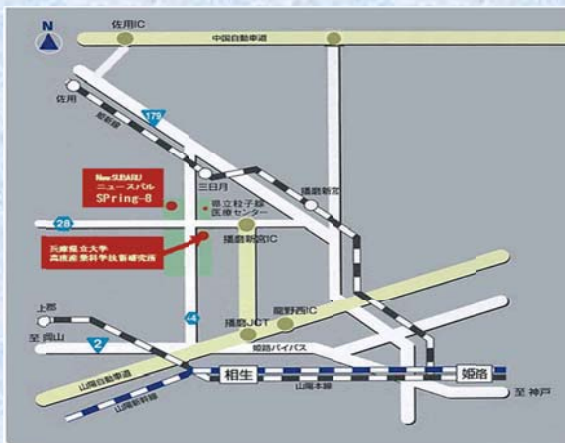 N
佐用IC
中国自動車道
佐用
179
姫新線
NewSUBARU
ニュースバル
SPring-8
三日月
県立粒子線
医療センター
播磨新宮
28
播磨新宮IC
兵庫県立大学
高度産業科学技術研究所
上郡
至 岡山
2
44
播磨JCT
龍野西IC
姫路バイパス
山陽自動車道
相生
姫路
山陽本線
山陽新幹線
至 神戸